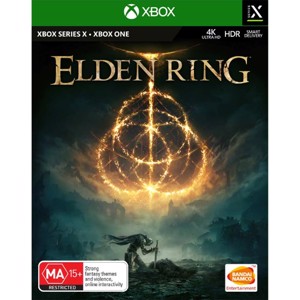 XBOX
XBOX SERIES X • XBOX ONE
4K
ULTRA HD
HDR
SMART
DELIVERY
ELDEN RING
MA 15+
RESTRICTED
Strong
fantasy themes
and violence,
online interactivity
BANDAI
NAMCO